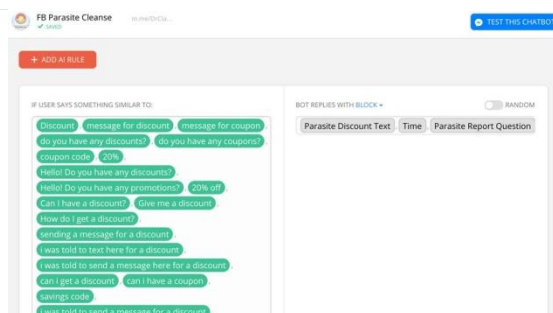 FB Parasite Cleanse
m.me/DrCla...
✓ SAVED
TEST THIS CHATBOT
+ ADD AI RULE
IF USER SAYS SOMETHING SIMILAR TO:
BOT REPLIES WITH BLOCK
RANDOM
Discount, message for discount, message for coupon,
do you have any discounts?, do you have any coupons?,
coupon code, 20%,
Hello! Do you have any discounts?,
Hello! Do you have any promotions?, 20% off,
Can I have a discount?, Give me a discount,
How do I get a discount?,
sending a message for a discount,
i was told to text here for a discount,
i was told to send a message here for a discount,
can i get a discount, can i have a coupon,
savings code,
i was told to send a message for a discount,
Parasite Discount Text, Time, Parasite Report Question